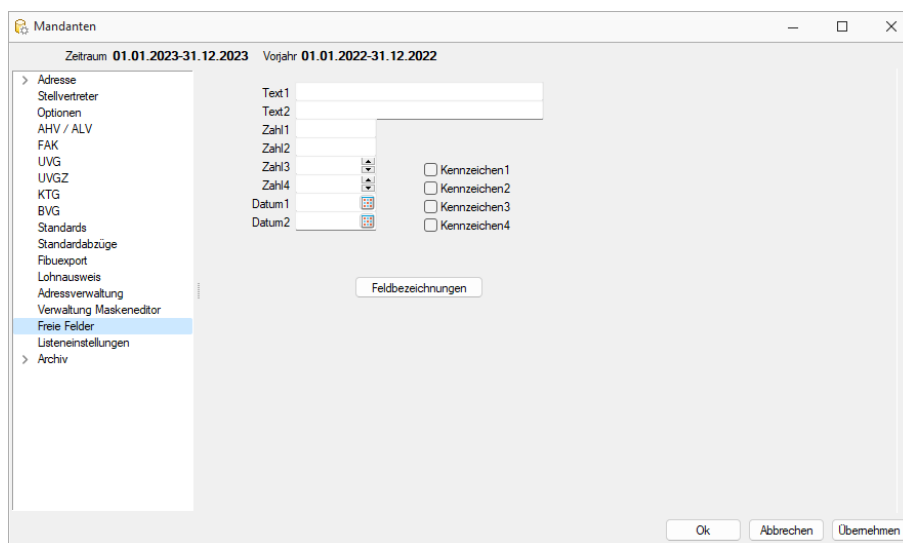 Mandanten
Zeitraum 01.01.2023-31.12.2023 Vorjahr 01.01.2022-31.12.2022
Adresse
Stellvertreter
Optionen
AHV / ALV
FAK
UVG
UVGZ
KTG
BVG
Standards
Standardabzüge
Fibuexport
Lohnausweis
Adressverwaltung
Verwaltung Maskeneditor
Freie Felder
Listeneinstellungen
Archiv
Text1
Text2
Zahl1
Zahl2
Zahl3
Zahl4
Datum1
Datum2
Kennzeichen1
Kennzeichen2
Kennzeichen3
Kennzeichen4
Feldbezeichnungen
Ok Abbrechen Übernehmen